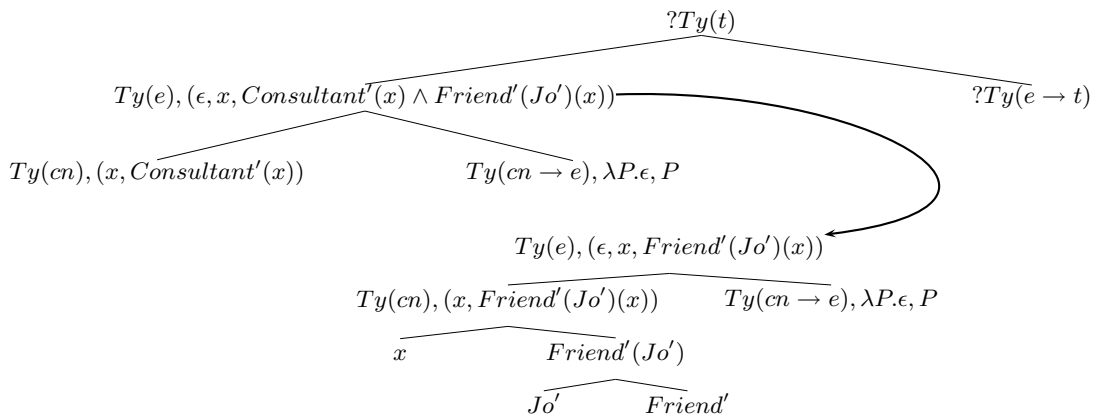 ?Ty(t)
Ty(e), (ϵ, x, Consultant′(x) ∧ Friend′(Jo′)(x)) ?Ty(e → t)
Ty(cn), (x, Consultant′(x)) Ty(cn → e), λP.ϵ, P
Ty(e), (ϵ, x, Friend′(Jo′)(x))
Ty(cn), (x, Friend′(Jo′)(x)) Ty(cn → e), λP.ϵ, P
x Friend′(Jo′)
Jo′ Friend′